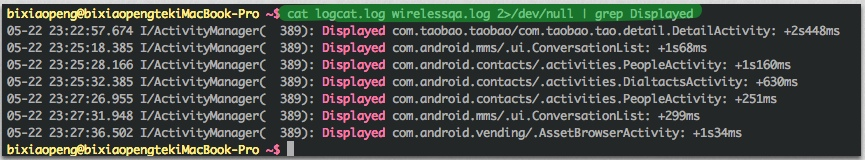 bixiaopeng@bixiaopengtekiMacBook-Pro ~$ cat logcat.log wirelessqa.log 2>/dev/null | grep Displayed
05-22 23:22:57.674 I/ActivityManager(  389): Displayed com.taobao.taobao/com.taobao.tao.detail.DetailActivity: +2s448ms
05-22 23:25:18.385 I/ActivityManager(  389): Displayed com.android.mms/.ui.ConversationList: +1s68ms
05-22 23:25:28.166 I/ActivityManager(  389): Displayed com.android.contacts/.activities.PeopleActivity: +1s160ms
05-22 23:25:32.385 I/ActivityManager(  389): Displayed com.android.contacts/.activities.DialtactsActivity: +630ms
05-22 23:27:26.955 I/ActivityManager(  389): Displayed com.android.contacts/.activities.PeopleActivity: +251ms
05-22 23:27:31.948 I/ActivityManager(  389): Displayed com.android.mms/.ui.ConversationList: +299ms
05-22 23:27:36.502 I/ActivityManager(  389): Displayed com.android.vending/.AssetBrowserActivity: +1s34ms
bixiaopeng@bixiaopengtekiMacBook-Pro ~$